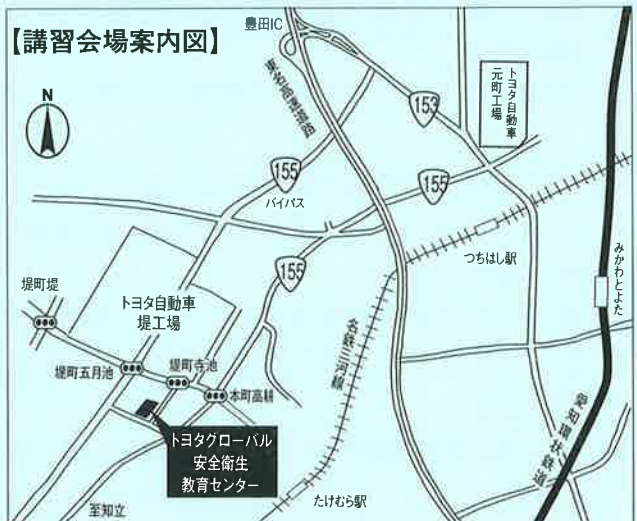 【講習会場案内図】
豊田IC
N
東名高速道路
153
トヨタ自動車
元町工場
155
バイパス
155
155
つちはし駅
みかわとよた
堤町堤
トヨタ自動車
堤工場
名鉄三河線
堤町五月池
堤町寺池
本町高耕
愛知環状鉄道
トヨタグローバル
安全衛生
教育センター
たけむら駅
至知立